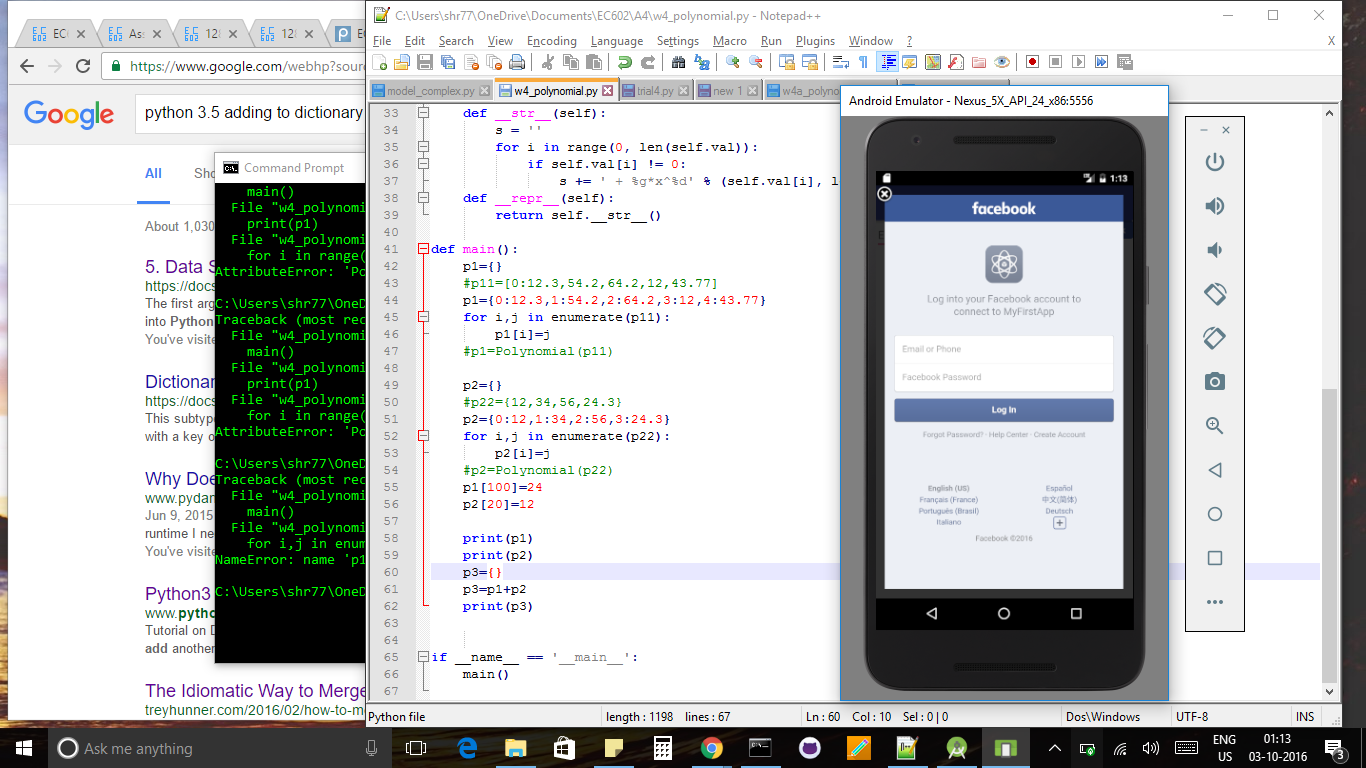 EC
Ass
128
128
EC
https://www.google.com/webhp?sourc
Google
python 3.5 adding to dictionary
All
Sho
About 1,030
5. Data S
https://docs
The first arg
into Python
You've visite
Dictionar
https://docs
This subtype
with a key o
Why Doe
www.pydan
Jun 9, 2015
runtime I ne
You've visite
Python3
www.pytho
Tutorial on D
add another
The Idiomatic Way to Merge
treyhunner.com/2016/02/how-to-m
Command Prompt
main()
File "w4_polynomi
print(p1)
File "w4_polynomi
for i in range(
AttributeError: 'Po
C:\Users\shr77\OneD
Traceback (most rec
File "w4_polynomi
main()
File "w4_polynomi
print(p1)
File "w4_polynomi
for i in range(
AttributeError: 'Po
C:\Users\shr77\OneD
Traceback (most rec
File "w4_polynomi
main()
File "w4_polynomi
for i,j in enum
NameError: name 'p1
C:\Users\shr77\OneD
C:\Users\shr77\OneDrive\Documents\EC602\A4\w4_polynomial.py - Notepad++
File Edit Search View Encoding Language Settings Macro Run Plugins Window ? X
model_complex.py w4_polynomial.py trial4.py new 1 w4a_polyno
33 def __str__(self):
34 s = ''
35 for i in range(0, len(self.val)):
36 if self.val[i] != 0:
37 s += ' + %g*x^%d' % (self.val[i], l
38 def __repr__(self):
39 return self.__str__()
40
41 def main():
42 p1={}
43 #p11=[0:12.3,54.2,64.2,12,43.77]
44 p1={0:12.3,1:54.2,2:64.2,3:12,4:43.77}
45 for i,j in enumerate(p11):
46 p1[i]=j
47 #p1=Polynomial(p11)
48
49 p2={}
50 #p22={12,34,56,24.3}
51 p2={0:12,1:34,2:56,3:24.3}
52 for i,j in enumerate(p22):
53 p2[i]=j
54 #p2=Polynomial(p22)
55 p1[100]=24
56 p2[20]=12
57
58 print(p1)
59 print(p2)
60 p3={}
61 p3=p1+p2
62 print(p3)
63
64
65 if __name__ == '__main__':
66 main()
67
Python file length : 1198 lines : 67 Ln : 60 Col : 10 Sel : 0 | 0 Dos\Windows UTF-8 INS
Android Emulator - Nexus_5X_API_24_x86:5556
1:13
facebook
Log into your Facebook account to
connect to MyFirstApp
Email or Phone
Facebook Password
Log In
Forgot Password? · Help Center · Create Account
English (US) Español
Français (France) 中文(简体)
Português (Brasil) Deutsch
Italiano
Facebook ©2016
Ask me anything
ENG
US
01:13
03-10-2016
3